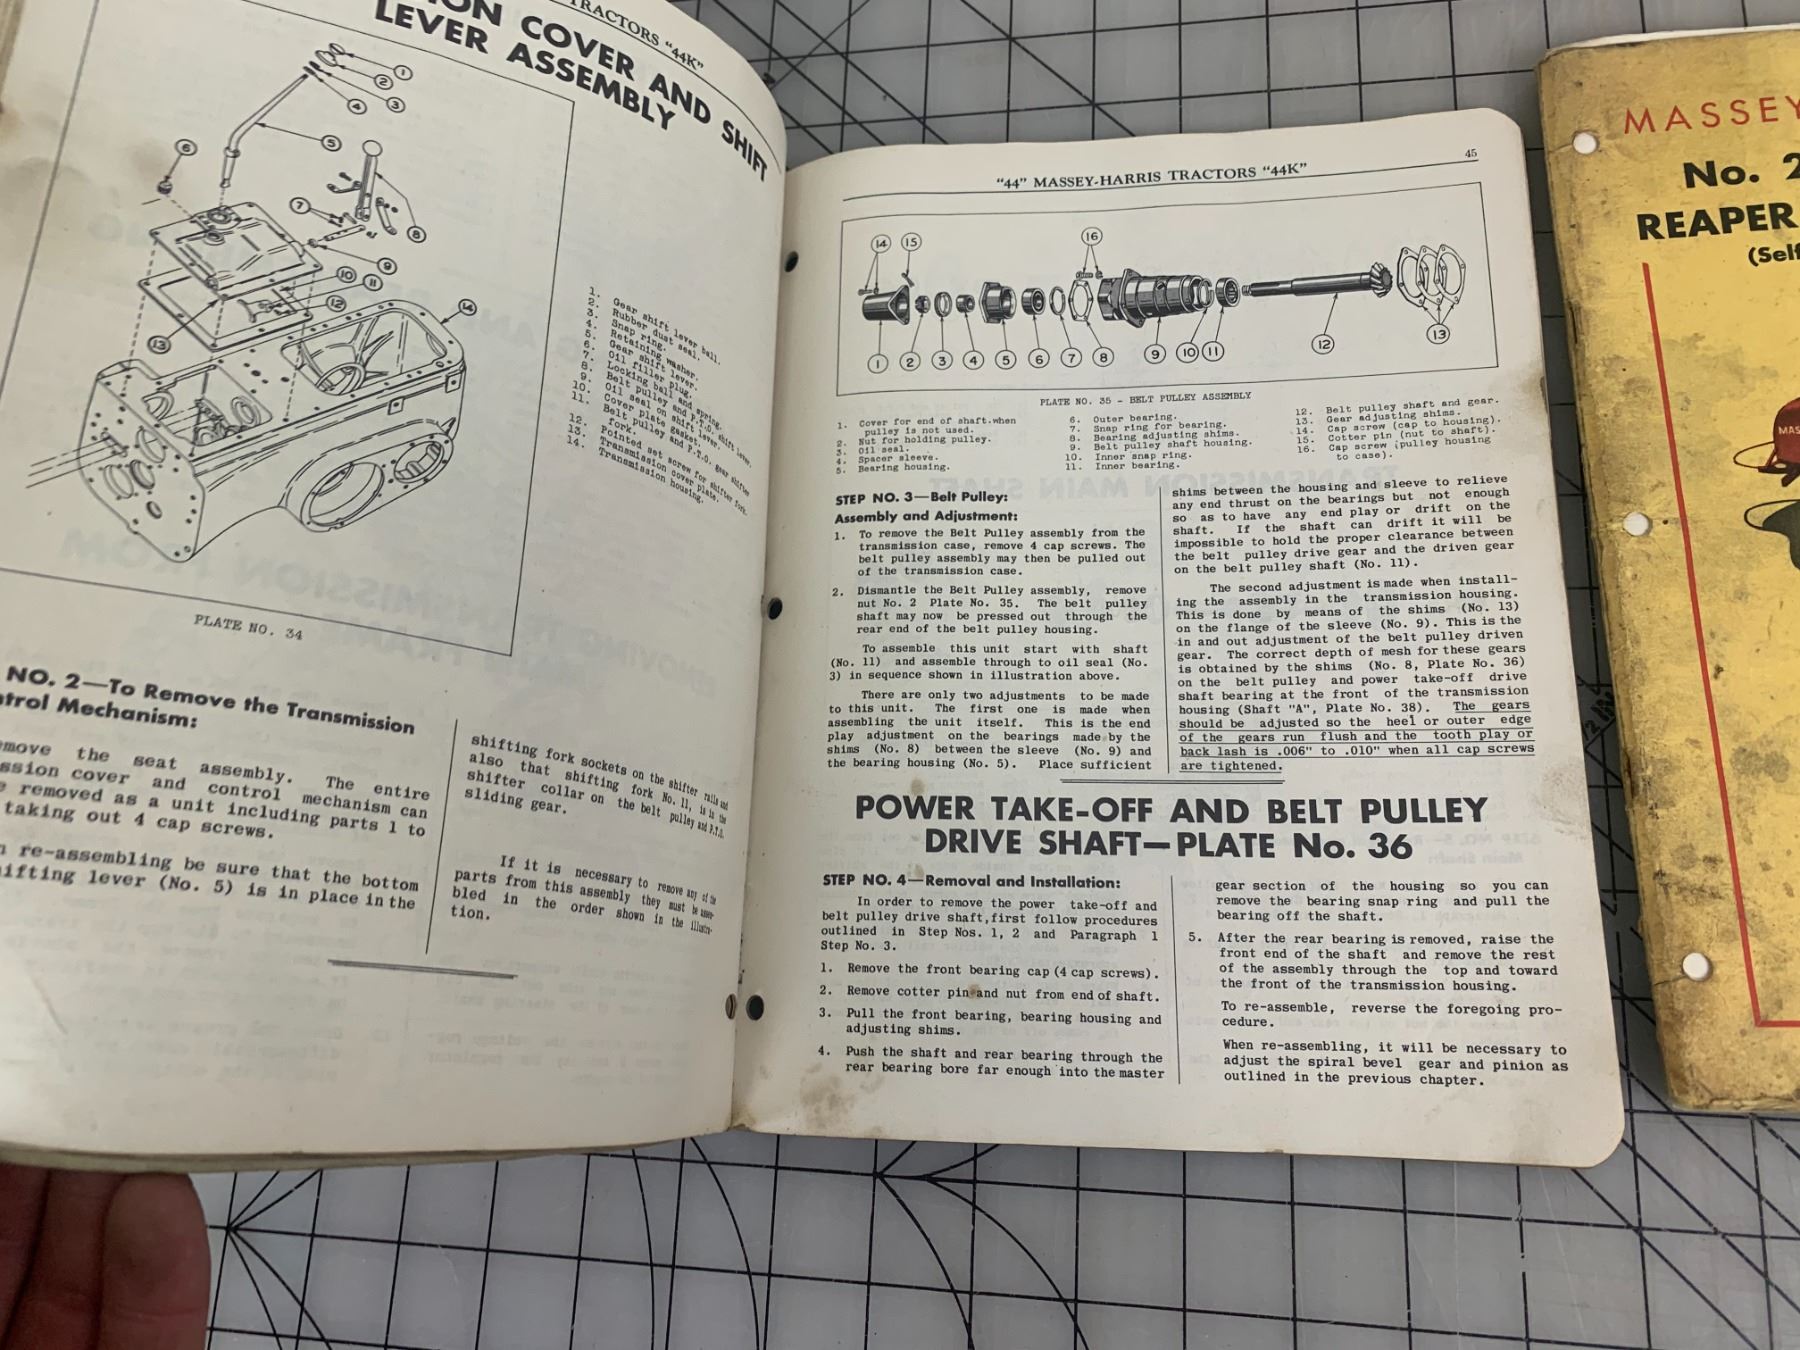 TRACTORS "44K"
ION COVER AND SHIFT
LEVER ASSEMBLY
1
2
3
4
5
6
7
8
9
10
11
12
13
14
1. Gear shift lever ball.
2. Rubber dust seal.
3. Snap ring.
4. Retaining washer.
5. Gear shift lever.
6. Oil filler plug.
7. Locking ball and spring.
8. Belt pulley and P.T.O. shift lever.
9. Oil seal on shift lever.
10. Cover plate gasket.
11. Belt pulley and P.T.O. gear shifter
fork.
12. Pointed set screw for shifter fork.
13. Transmission cover plate.
14. Transmission housing.
PLATE NO. 34
NO. 2—To Remove the Transmission
ntrol Mechanism:
emove the seat assembly. The entire
ission cover and control mechanism can
e removed as a unit including parts 1 to
taking out 4 cap screws.
n re-assembling be sure that the bottom
ifting lever (No. 5) is in place in the
shifting fork sockets on the shifter rails and
also that shifting fork No. 11, is in the
shifter collar on the belt pulley and P.T.O.
sliding gear.
If it is necessary to remove any of the
parts from this assembly they must be assem-
bled in the order shown in the illustra-
tion.
45
"44" MASSEY-HARRIS TRACTORS "44K"
14
15
16
1
2
3
4
5
6
7
8
9
10
11
12
13
PLATE NO. 35 - BELT PULLEY ASSEMBLY
1. Cover for end of shaft.when
pulley is not used.
2. Nut for holding pulley.
3. Oil seal.
4. Spacer sleeve.
5. Bearing housing.
6. Outer bearing.
7. Snap ring for bearing.
8. Bearing adjusting shims.
9. Belt pulley shaft housing.
10. Inner snap ring.
11. Inner bearing.
12. Belt pulley shaft and gear.
13. Gear adjusting shims.
14. Cap screw (cap to housing).
15. Cotter pin (nut to shaft).
16. Cap screw (pulley housing
to case).
STEP NO. 3—Belt Pulley:
Assembly and Adjustment:
1. To remove the Belt Pulley assembly from the
transmission case, remove 4 cap screws. The
belt pulley assembly may then be pulled out
of the transmission case.
2. Dismantle the Belt Pulley assembly, remove
nut No. 2 Plate No. 35. The belt pulley
shaft may now be pressed out through the
rear end of the belt pulley housing.
To assemble this unit start with shaft
(No. 11) and assemble through to oil seal (No.
3) in sequence shown in illustration above.
There are only two adjustments to be made
to this unit. The first one is made when
assembling the unit itself. This is the end
play adjustment on the bearings made by the
shims (No. 8) between the sleeve (No. 9) and
the bearing housing (No. 5). Place sufficient
shims between the housing and sleeve to relieve
any end thrust on the bearings but not enough
so as to have any end play or drift on the
shaft. If the shaft can drift it will be
impossible to hold the proper clearance between
the belt pulley drive gear and the driven gear
on the belt pulley shaft (No. 11).
The second adjustment is made when install-
ing the assembly in the transmission housing.
This is done by means of the shims (No. 13)
on the flange of the sleeve (No. 9). This is the
in and out adjustment of the belt pulley driven
gear. The correct depth of mesh for these gears
is obtained by the shims (No. 8, Plate No. 36)
on the belt pulley and power take-off drive
shaft bearing at the front of the transmission
housing (Shaft "A", Plate No. 38). The gears
should be adjusted so the heel or outer edge
of the gears run flush and the tooth play or
back lash is .006" to .010" when all cap screws
are tightened.
POWER TAKE-OFF AND BELT PULLEY
DRIVE SHAFT—PLATE No. 36
STEP NO. 4—Removal and Installation:
In order to remove the power take-off and
belt pulley drive shaft,first follow procedures
outlined in Step Nos. 1, 2 and Paragraph 1
Step No. 3.
1. Remove the front bearing cap (4 cap screws).
2. Remove cotter pin and nut from end of shaft.
3. Pull the front bearing, bearing housing and
adjusting shims.
4. Push the shaft and rear bearing through the
rear bearing bore far enough into the master
gear section of the housing so you can
remove the bearing snap ring and pull the
bearing off the shaft.
5. After the rear bearing is removed, raise the
front end of the shaft and remove the rest
of the assembly through the top and toward
the front of the transmission housing.
To re-assemble, reverse the foregoing pro-
cedure.
When re-assembling, it will be necessary to
adjust the spiral bevel gear and pinion as
outlined in the previous chapter.
MASSEY
No. 2
REAPER
(Self
MAS